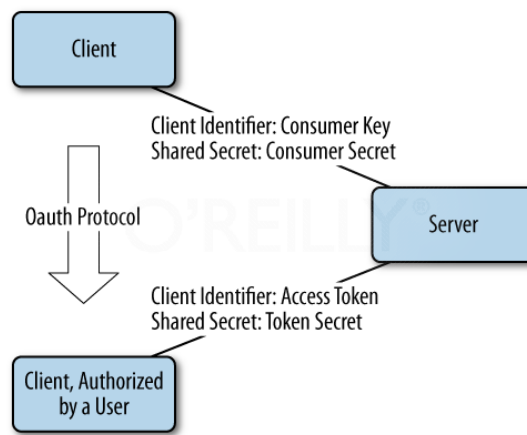 Client
Client Identifier: Consumer Key
Shared Secret: Consumer Secret
Oauth Protocol
O'REILLY®
Server
Client Identifier: Access Token
Shared Secret: Token Secret
Client, Authorized
by a User